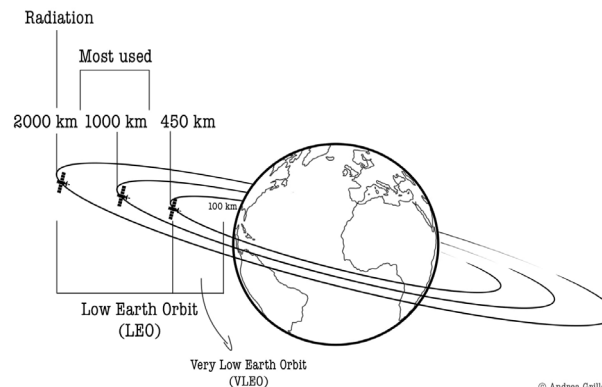 Radiation
Most used
2000 km 1000 km 450 km
100 km
Low Earth Orbit
(LEO)
Very Low Earth Orbit
(VLEO)
© Andrea